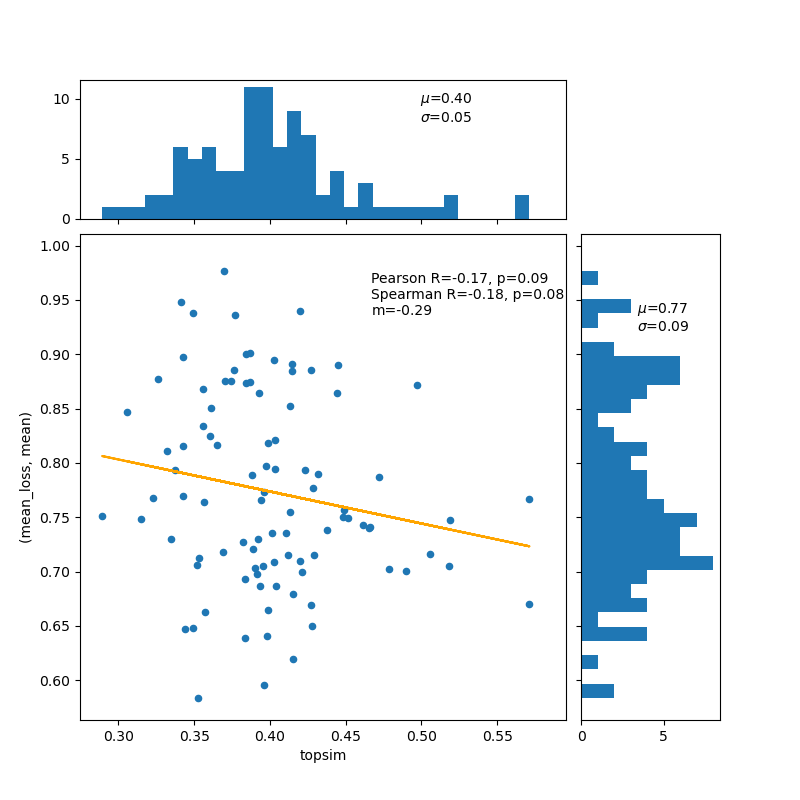 10
5
0
μ=0.40
σ=0.05
1.00
0.95
0.90
0.85
0.80
0.75
0.70
0.65
0.60
(mean_loss, mean)
Pearson R=-0.17, p=0.09
Spearman R=-0.18, p=0.08
m=-0.29
μ=0.77
σ=0.09
0.30 0.35 0.40 0.45 0.50 0.55
topsim
0 5